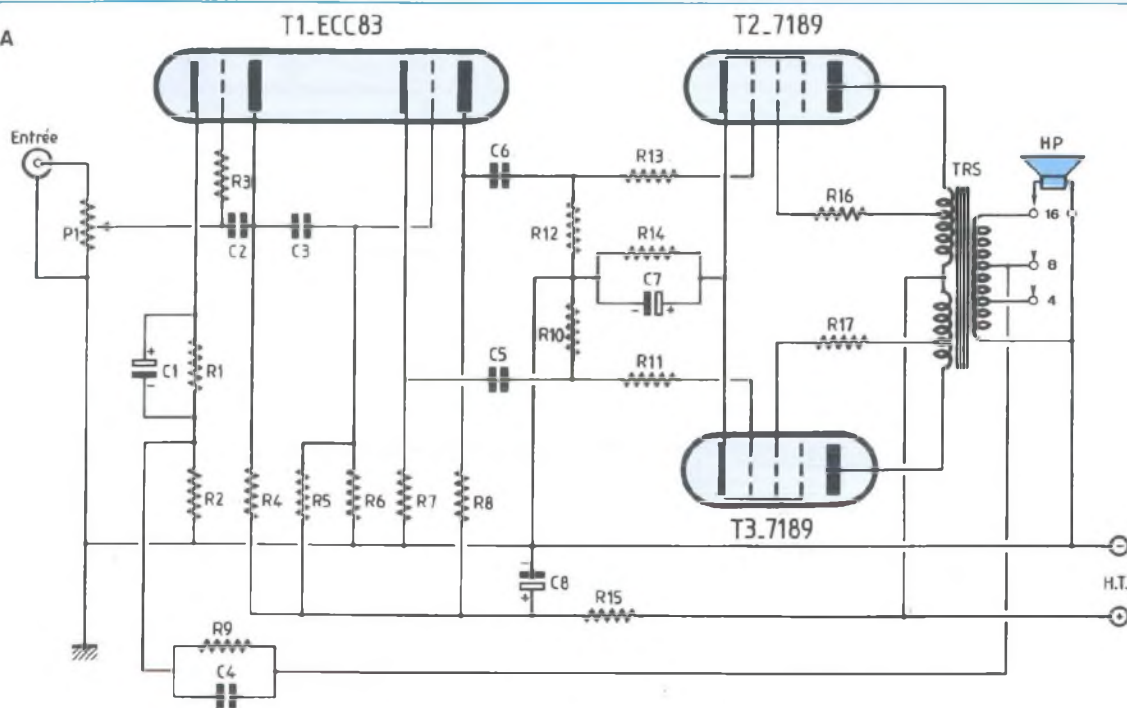 A
T1_ECC83
T2_7189
Entrée
P1
R3
C2
C3
C6
R13
R12
R14
C7
- +
R10
C5
R11
R16
TRS
HP
16
8
4
R17
+
C1
-
R1
R2
R4
R5
R6
R7
R8
T3_7189
-
C8
+
R15
-
H.T.
+
R9
C4